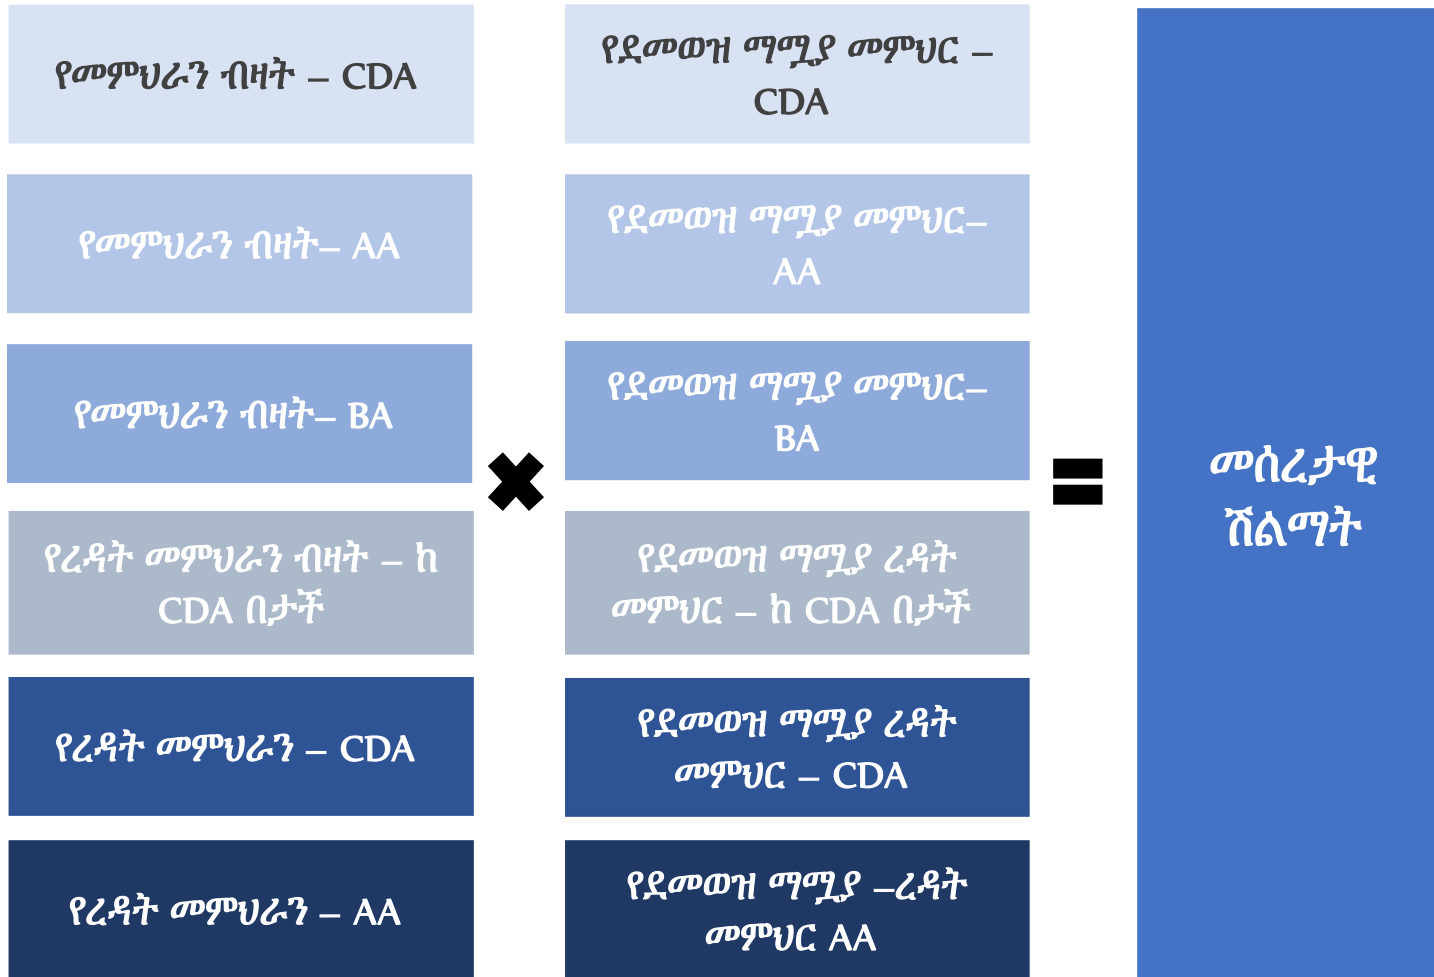 የመምህራን ብዛት – CDA
የደመወዝ ማሟያ መምህር –
CDA
የመምህራን ብዛት– AA
የደመወዝ ማሟያ መምህር–
AA
የመምህራን ብዛት– BA
የደመወዝ ማሟያ መምህር–
BA
የረዳት መምህራን ብዛት – ከ
CDA በታች
የደመወዝ ማሟያ ረዳት
መምህር – ከ CDA በታች
የረዳት መምህራን – CDA
የደመወዝ ማሟያ ረዳት
መምህር – CDA
የረዳት መምህራን – AA
የደመወዝ ማሟያ –ረዳት
መምህር AA
መሰረታዊ
ሽልማት